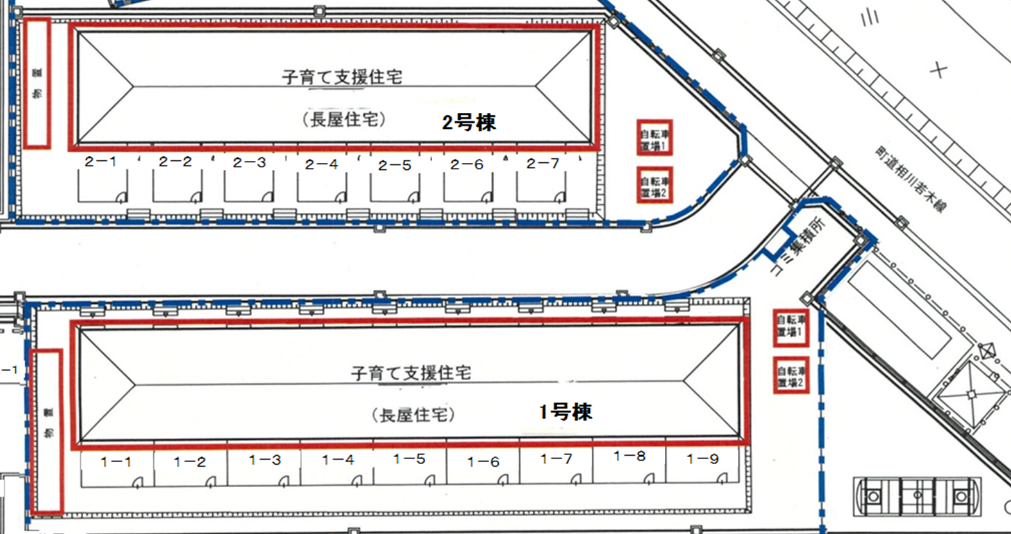 物置
子育て支援住宅
（長屋住宅） 2号棟
2－1 2－2 2－3 2－4 2－5 2－6 2－7
自転車
置場1
自転車
置場2
町道相川若木線
ゴミ集積所
物置
子育て支援住宅
（長屋住宅） 1号棟
1－1 1－2 1－3 1－4 1－5 1－6 1－7 1－8 1－9
自転車
置場1
自転車
置場2
－1